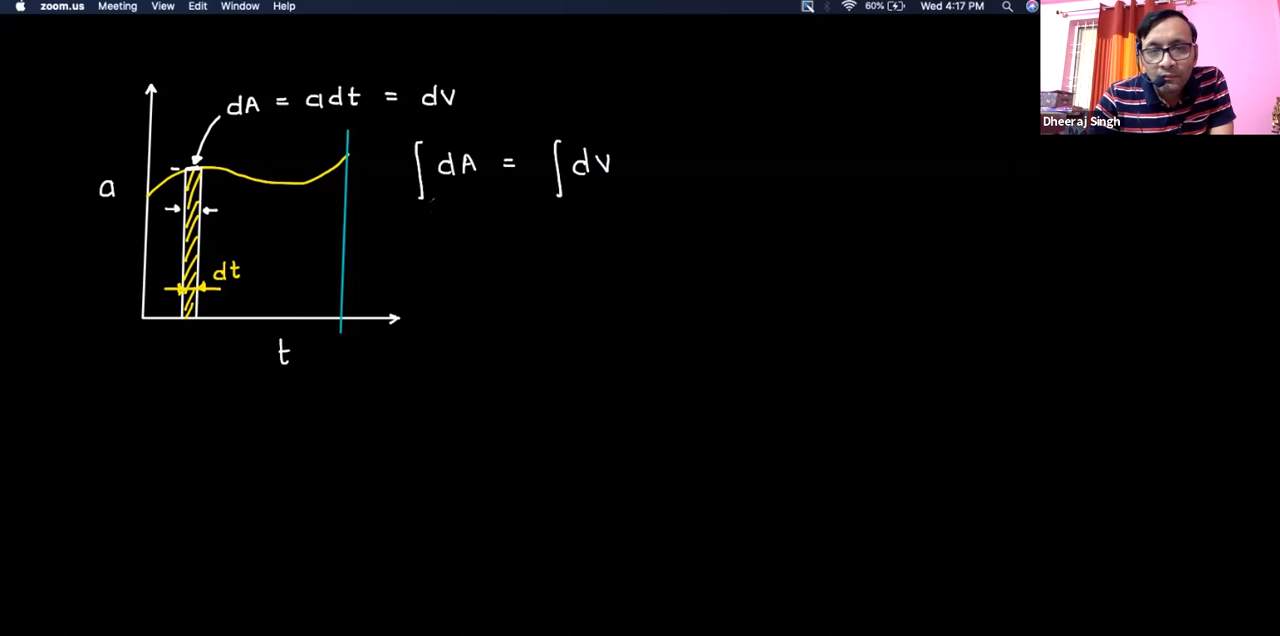 zoom.us Meeting View Edit Window Help 60% Wed 4:17 PM
Dheeraj Singh
dA = adt = dv
∫ dA = ∫ dv
a
dt
t